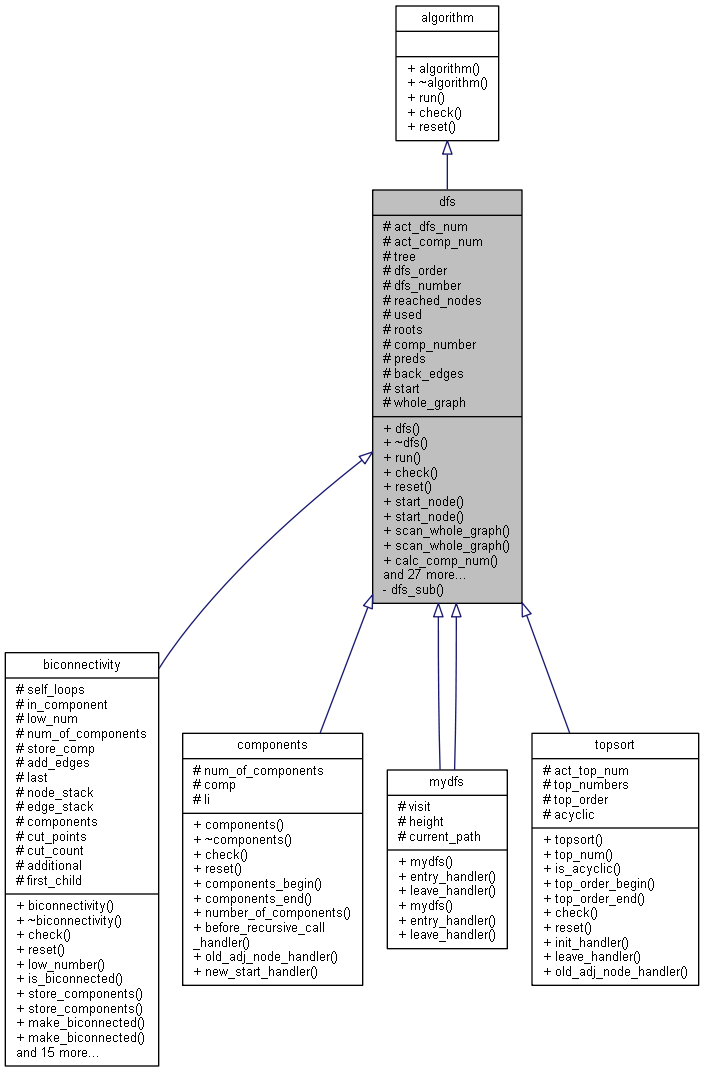 algorithm
+ algorithm()
+ ~algorithm()
+ run()
+ check()
+ reset()
dfs
# act_dfs_num
# act_comp_num
# tree
# dfs_order
# dfs_number
# reached_nodes
# used
# roots
# comp_number
# preds
# back_edges
# start
# whole_graph
+ dfs()
+ ~dfs()
+ run()
+ check()
+ reset()
+ start_node()
+ start_node()
+ scan_whole_graph()
+ scan_whole_graph()
+ calc_comp_num()
and 27 more...
- dfs_sub()
biconnectivity
# self_loops
# in_component
# low_num
# num_of_components
# store_comp
# add_edges
# last
# node_stack
# edge_stack
# components
# cut_points
# cut_count
# additional
# first_child
+ biconnectivity()
+ ~biconnectivity()
+ check()
+ reset()
+ low_number()
+ is_biconnected()
+ store_components()
+ store_components()
+ make_biconnected()
+ make_biconnected()
and 15 more...
components
# num_of_components
# comp
# li
+ components()
+ ~components()
+ check()
+ reset()
+ components_begin()
+ components_end()
+ number_of_components()
+ before_recursive_call
_handler()
+ old_adj_node_handler()
+ new_start_handler()
mydfs
# visit
# height
# current_path
+ mydfs()
+ entry_handler()
+ leave_handler()
+ mydfs()
+ entry_handler()
+ leave_handler()
topsort
# act_top_num
# top_numbers
# top_order
# acyclic
+ topsort()
+ top_num()
+ is_acyclic()
+ top_order_begin()
+ top_order_end()
+ check()
+ reset()
+ init_handler()
+ leave_handler()
+ old_adj_node_handler()